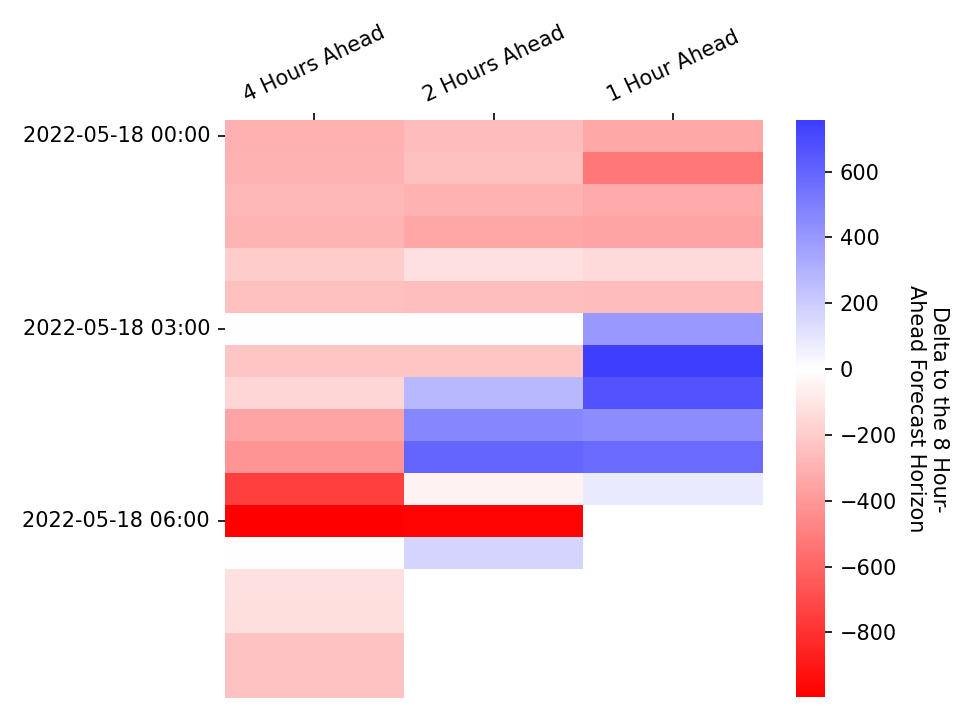 4 Hours Ahead
2 Hours Ahead
1 Hour Ahead
2022-05-18 00:00
2022-05-18 03:00
2022-05-18 06:00
600
400
200
0
−200
−400
−600
−800
Delta to the 8 Hour-
Ahead Forecast Horizon